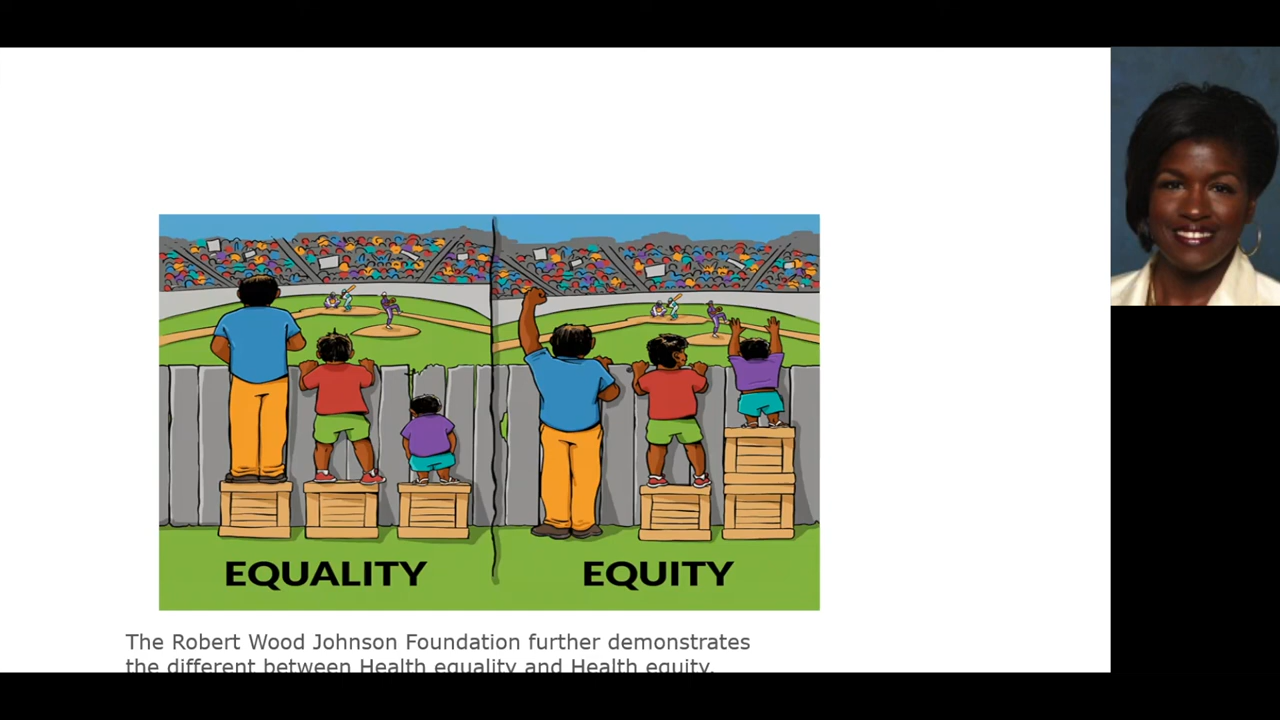 EQUALITY
EQUITY
The Robert Wood Johnson Foundation further demonstrates
the different between Health equality and Health equity.